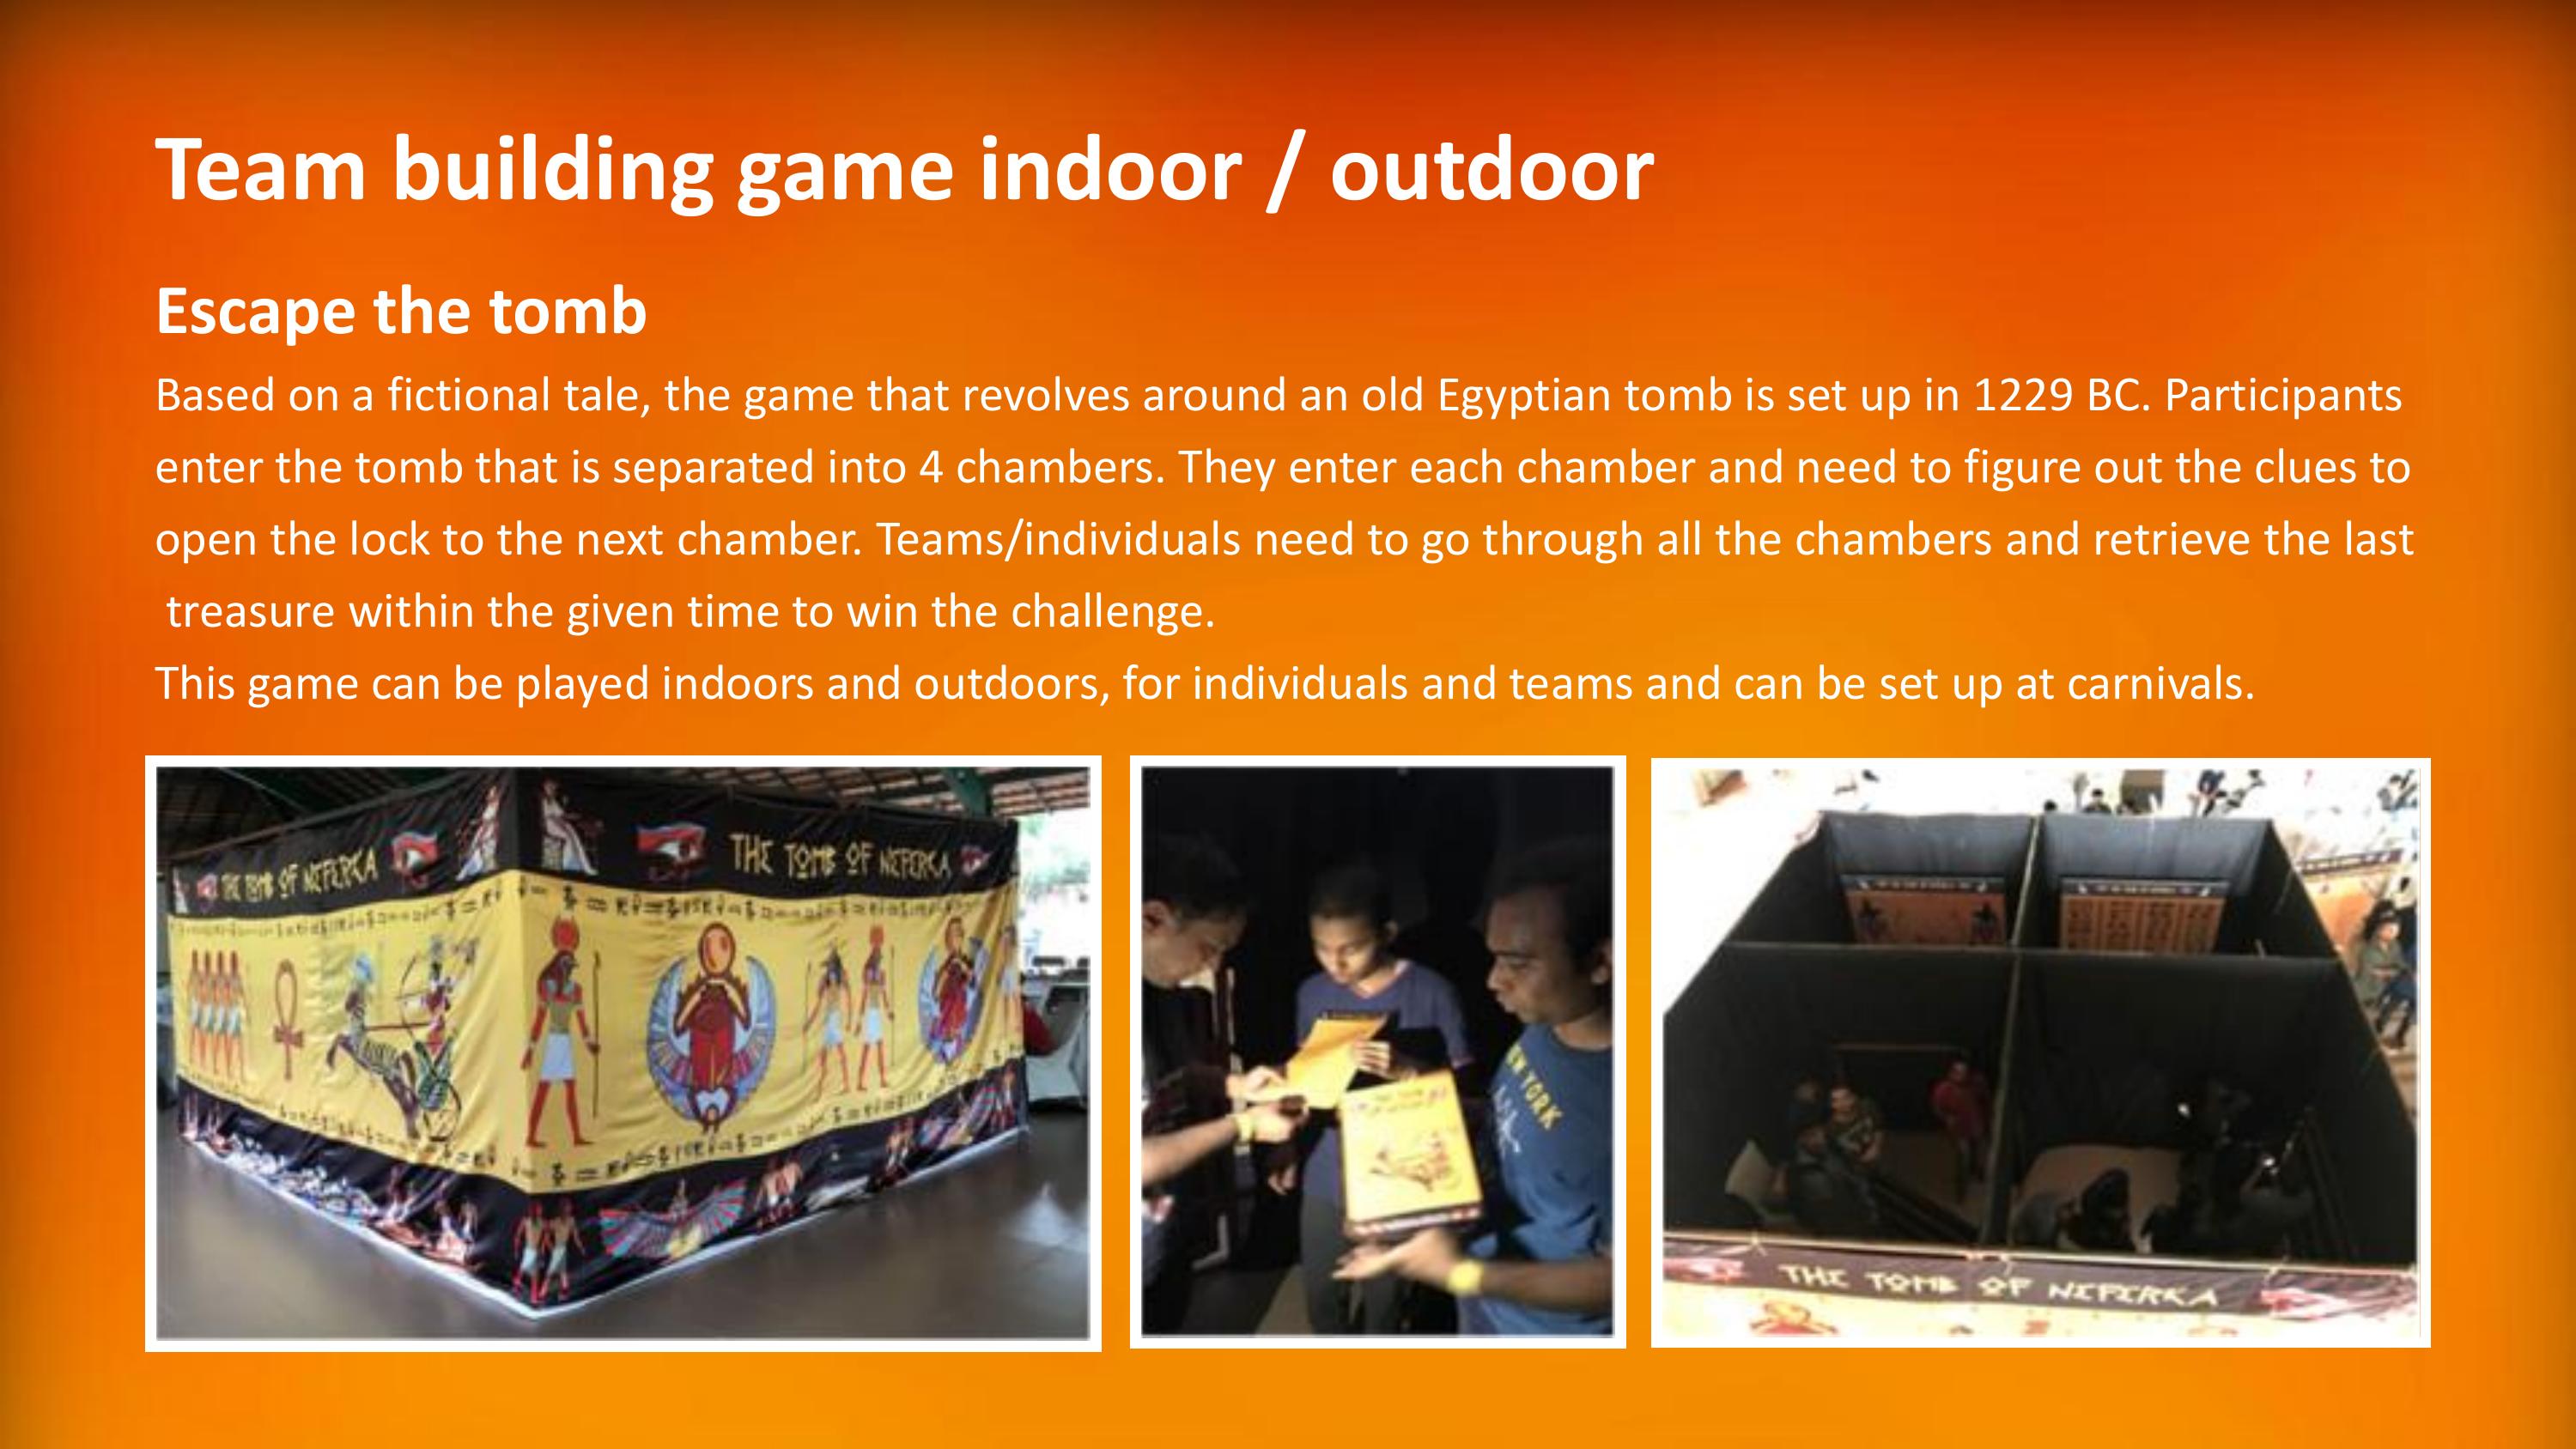 Team building game indoor / outdoor
Escape the tomb
Based on a fictional tale, the game that revolves around an old Egyptian tomb is set up in 1229 BC. Participants
enter the tomb that is separated into 4 chambers. They enter each chamber and need to figure out the clues to
open the lock to the next chamber. Teams/individuals need to go through all the chambers and retrieve the last
treasure within the given time to win the challenge.
This game can be played indoors and outdoors, for individuals and teams and can be set up at carnivals.
THE TOMB OF NEFERKA
THE TOMB OF NEFERKA
YORK
THE TOMB OF NEFERKA